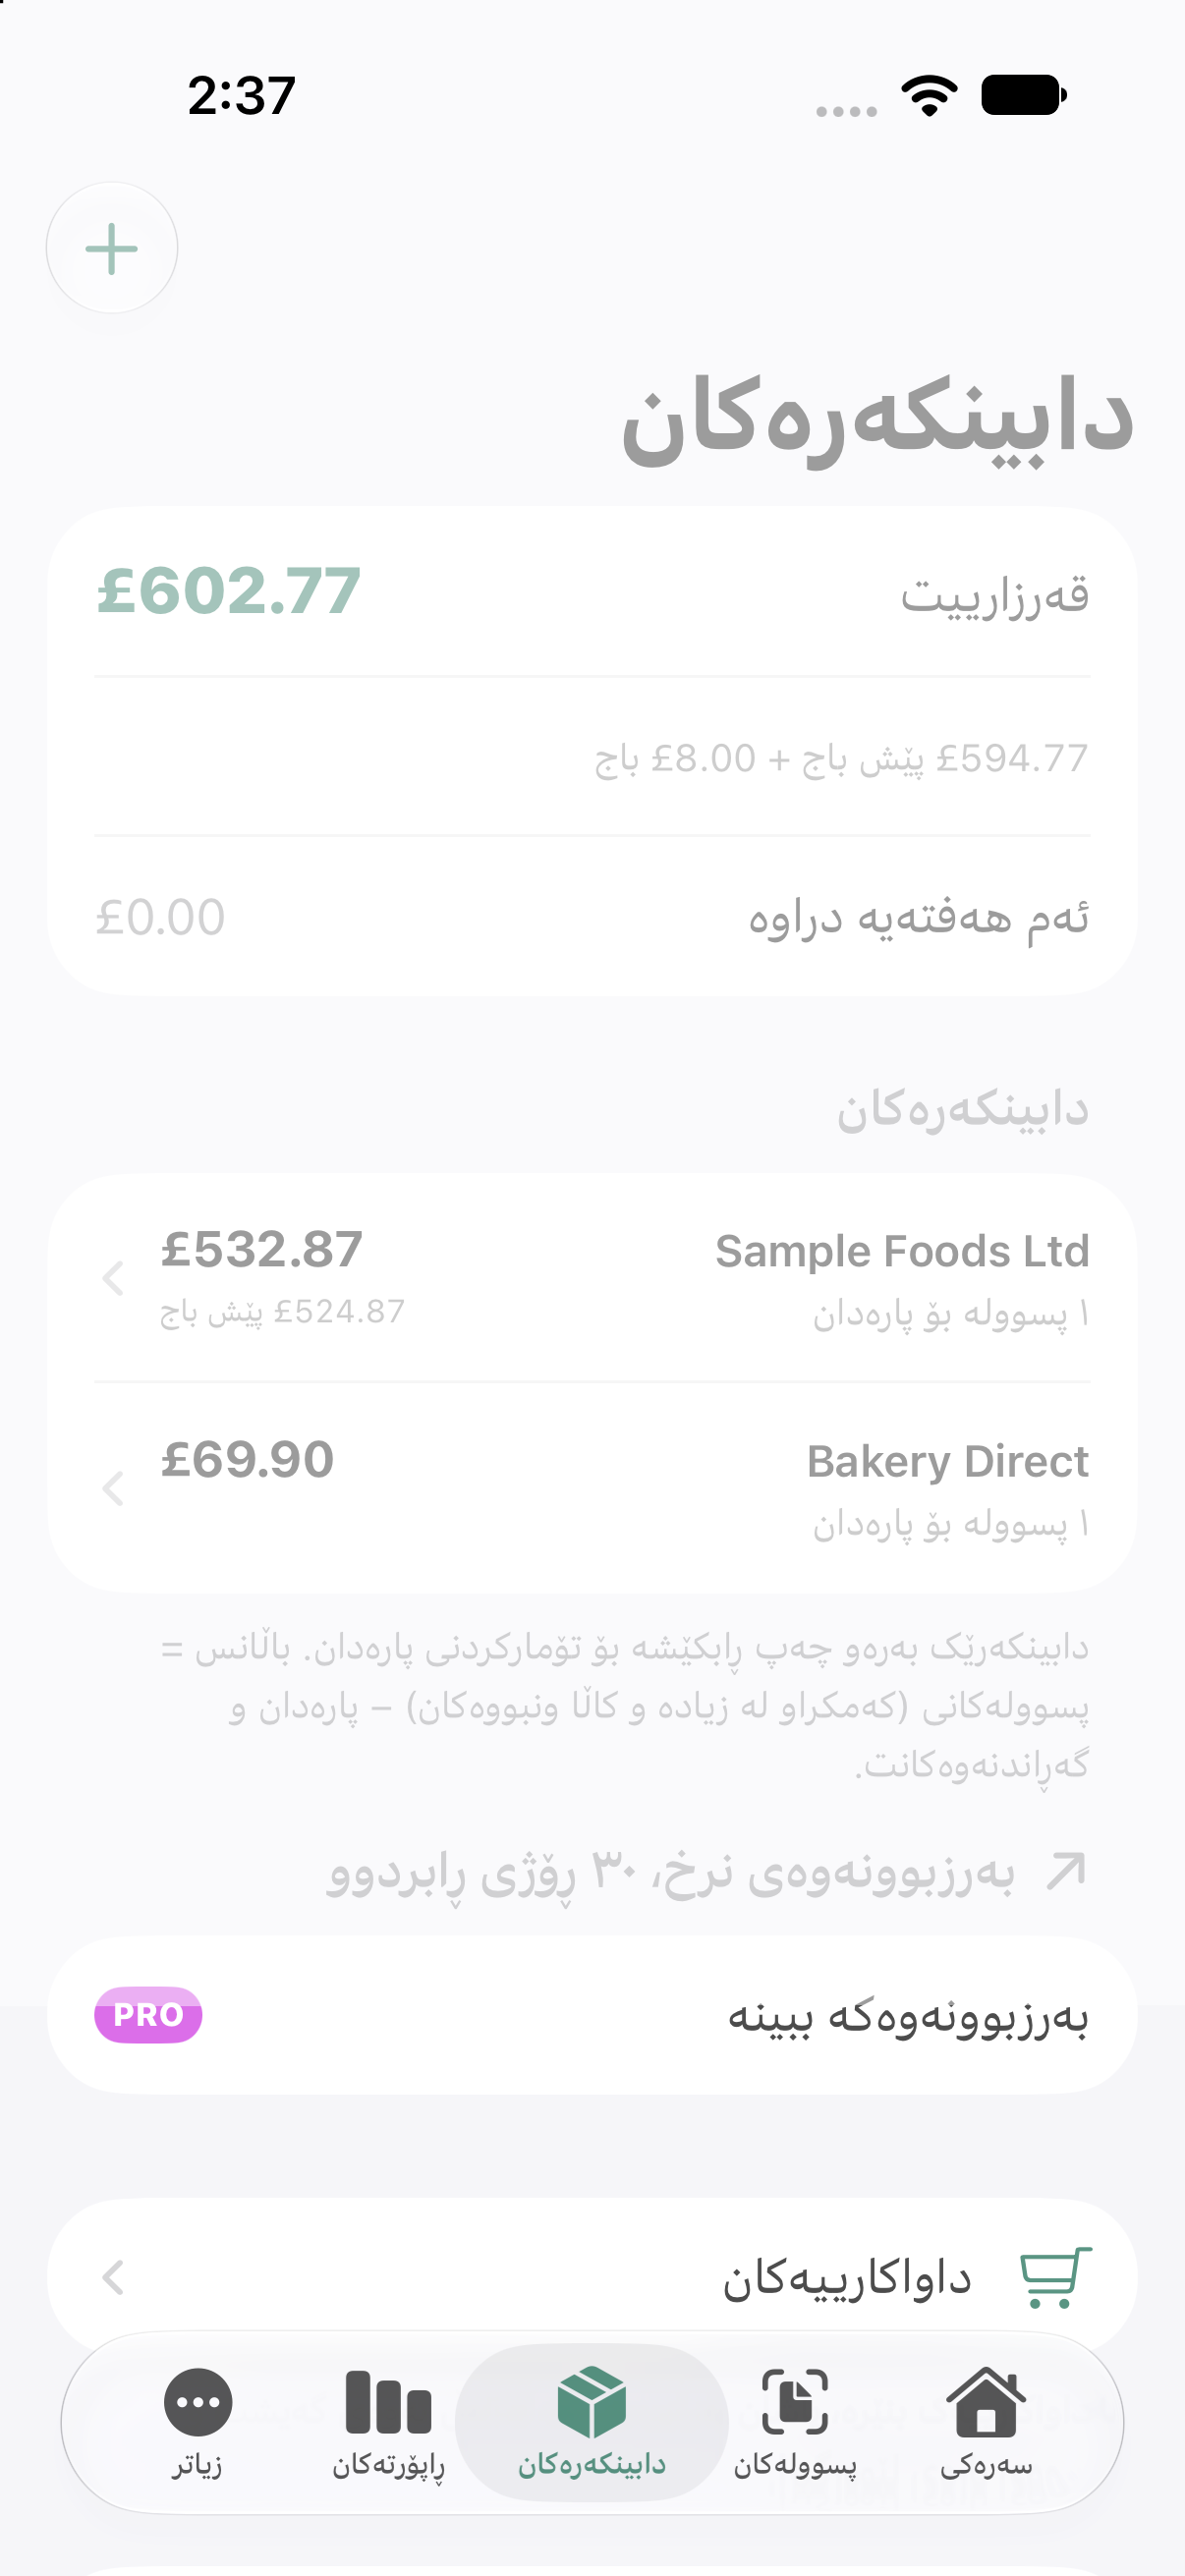 2:37
دابینکەرەکان
قەرزارییت
£602.77
£594.77 پێش باج + £8.00 باج
ئەم هەفتەیە دراوە
£0.00
دابینکەرەکان
Sample Foods Ltd
£532.87
١ پسوولە بۆ پارەدان
£524.87 پێش باج
Bakery Direct
£69.90
١ پسوولە بۆ پارەدان
دابینکەرێک بەرەو چەپ ڕابکێشە بۆ تۆمارکردنی پارەدان. باڵانس =
پسوولەکانی (کەمکراو لە زیادە و کاڵا ونبووەکان) − پارەدان و
گەڕاندنەوەکانت.
بەرزبوونەوەی نرخ، ٣٠ ڕۆژی ڕابردوو
بەرزبوونەوەکە ببینە
PRO
داواکارییەکان
سەرەکی
پسوولەکان
دابینکەرەکان
ڕاپۆرتەکان
زیاتر